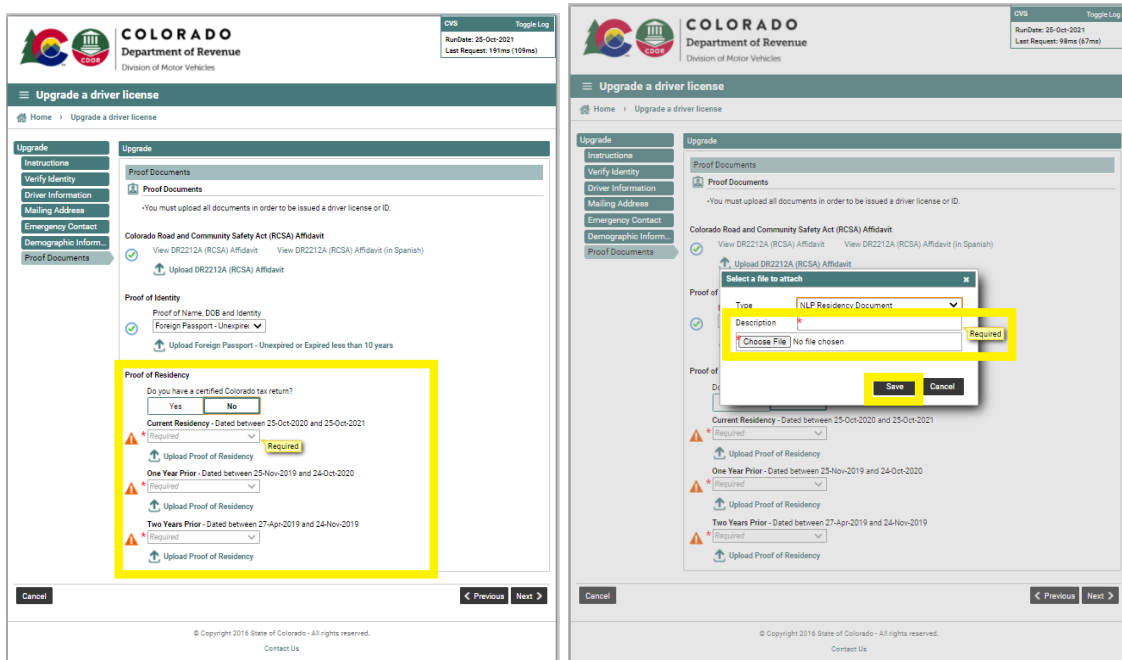 COLORADO
Department of Revenue
Division of Motor Vehicles
CDOR
CVS Toggle Log
RunDate: 25-Oct-2021
Last Request: 191ms (109ms)
Upgrade a driver license
Home › Upgrade a driver license
Upgrade
Instructions
Verify Identity
Driver Information
Mailing Address
Emergency Contact
Demographic Inform...
Proof Documents
Upgrade
Proof Documents
Proof Documents
•You must upload all documents in order to be issued a driver license or ID.
Colorado Road and Community Safety Act (RCSA) Affidavit
View DR2212A (RCSA) Affidavit View DR2212A (RCSA) Affidavit (in Spanish)
Upload DR2212A (RCSA) Affidavit
Proof of Identity
Proof of Name, DOB and Identity
Foreign Passport - Unexpire
Upload Foreign Passport - Unexpired or Expired less than 10 years
Proof of Residency
Do you have a certified Colorado tax return?
Yes No
Current Residency - Dated between 25-Oct-2020 and 25-Oct-2021
* Required
Required
Upload Proof of Residency
One Year Prior - Dated between 25-Nov-2019 and 24-Oct-2020
* Required
Upload Proof of Residency
Two Years Prior - Dated between 27-Apr-2019 and 24-Nov-2019
* Required
Upload Proof of Residency
Cancel
Previous Next
© Copyright 2016 State of Colorado - All rights reserved.
Contact Us
COLORADO
Department of Revenue
Division of Motor Vehicles
CDOR
CVS Toggle Log
RunDate: 25-Oct-2021
Last Request: 98ms (67ms)
Upgrade a driver license
Home › Upgrade a driver license
Upgrade
Instructions
Verify Identity
Driver Information
Mailing Address
Emergency Contact
Demographic Inform...
Proof Documents
Upgrade
Proof Documents
Proof Documents
•You must upload all documents in order to be issued a driver license or ID.
Colorado Road and Community Safety Act (RCSA) Affidavit
View DR2212A (RCSA) Affidavit View DR2212A (RCSA) Affidavit (in Spanish)
Upload DR2212A (RCSA) Affidavit
Select a file to attach
Proof of
Type NLP Residency Document
Description *
Required
* Choose File No file chosen
Proof of
Save Cancel
Current Residency - Dated between 25-Oct-2020 and 25-Oct-2021
* Required
Upload Proof of Residency
One Year Prior - Dated between 25-Nov-2019 and 24-Oct-2020
* Required
Upload Proof of Residency
Two Years Prior - Dated between 27-Apr-2019 and 24-Nov-2019
* Required
Upload Proof of Residency
Cancel
Previous Next
© Copyright 2016 State of Colorado - All rights reserved.
Contact Us